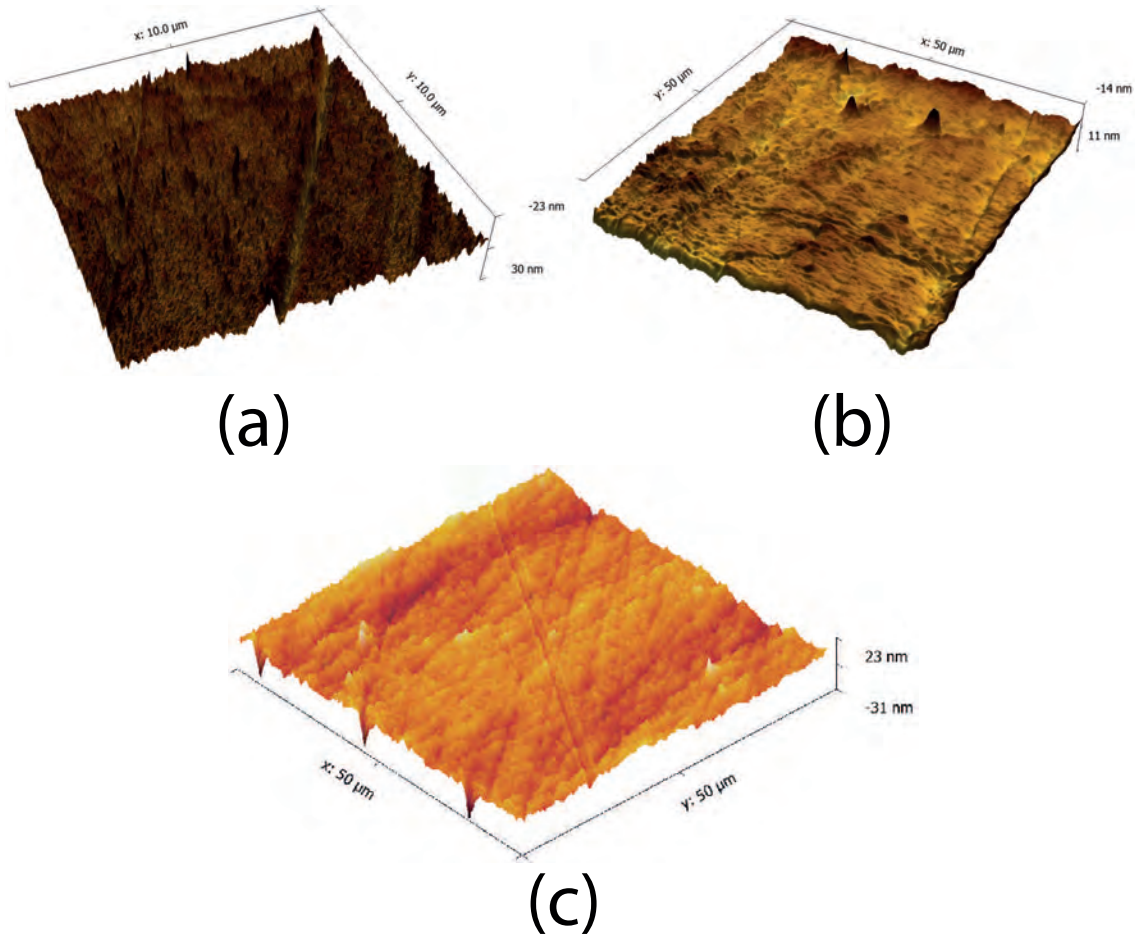 x: 10.0 µm
y: 10.0 µm
-23 nm
30 nm
(a)
y: 50 µm
x: 50 µm
-14 nm
11 nm
(b)
23 nm
-31 nm
x: 50 µm
y: 50 µm
(c)